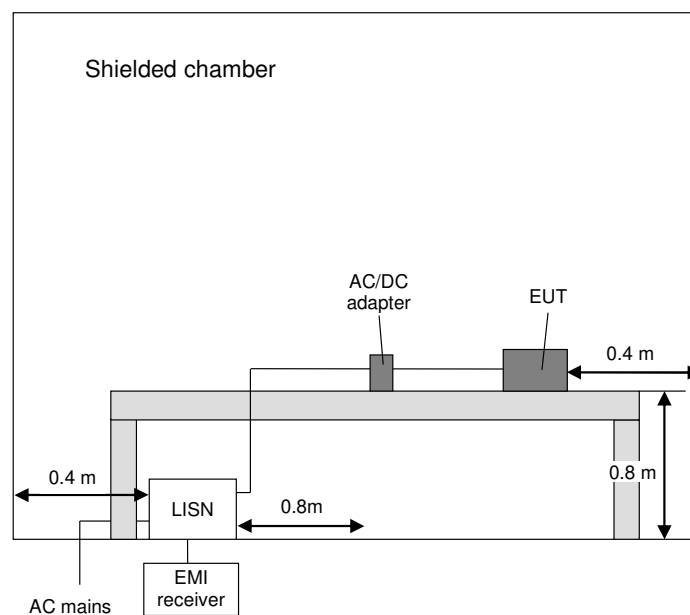 Shielded chamber
AC/DC
adapter
EUT
0.4 m
0.4 m
0.8 m
LISN
0.8m
AC mains
EMI
receiver